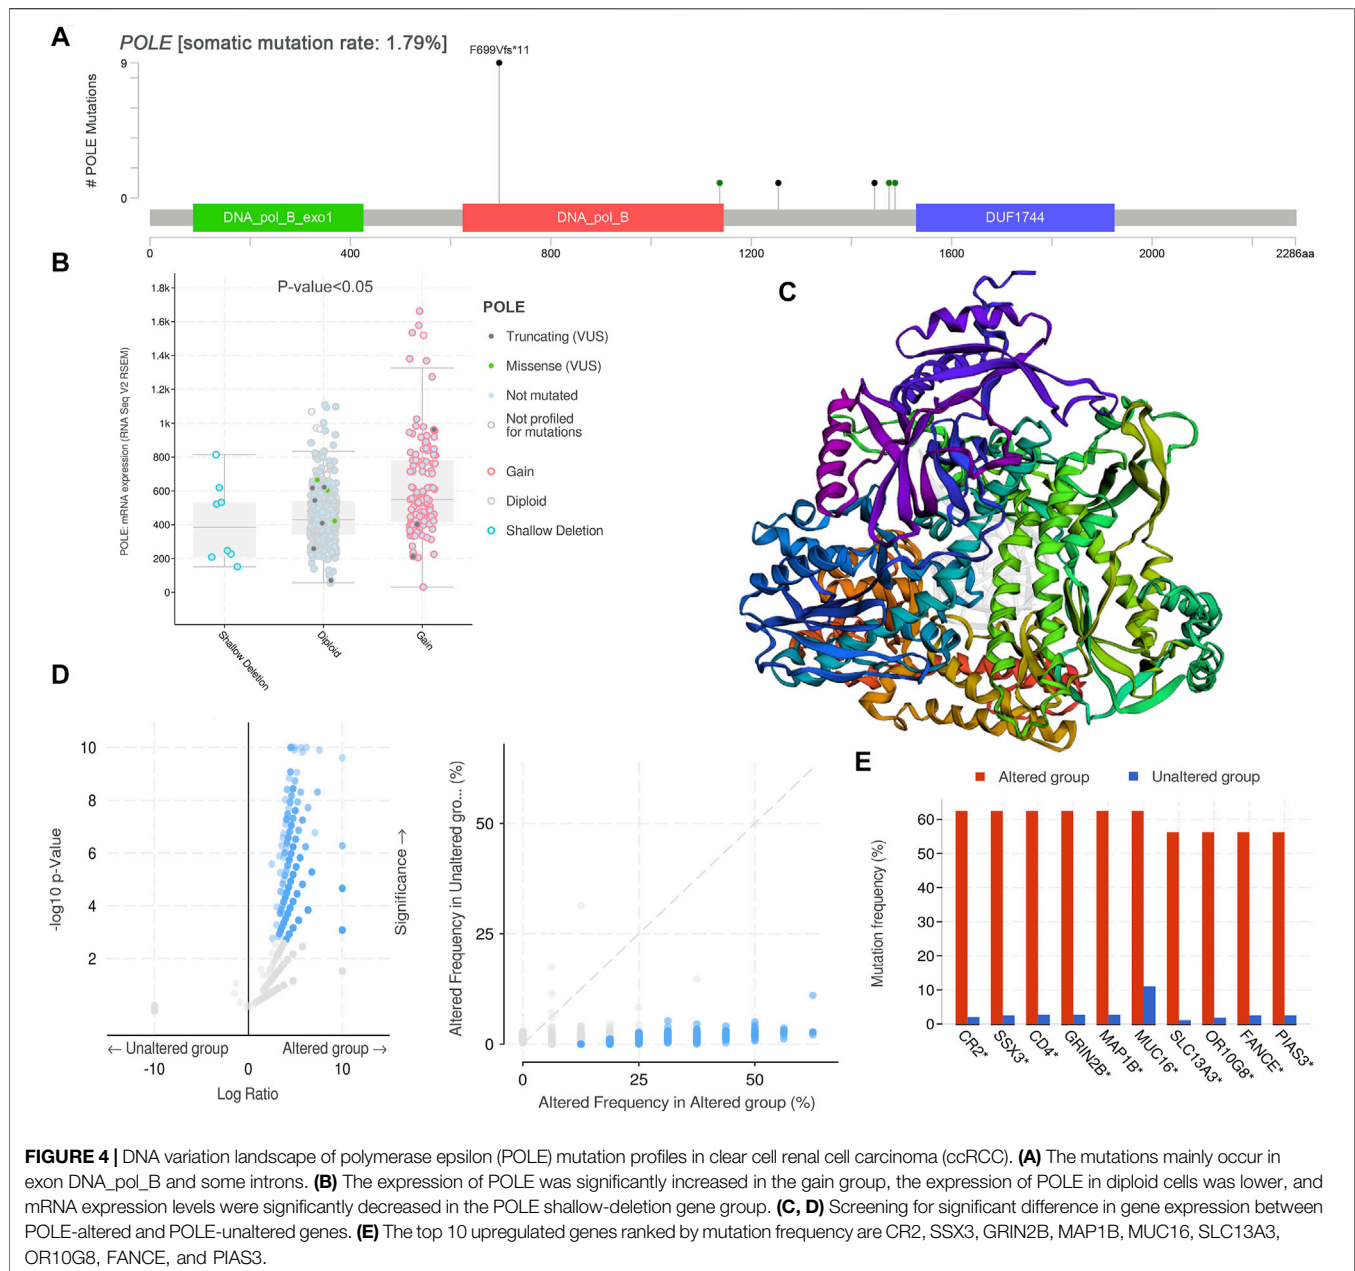 A
POLE [somatic mutation rate: 1.79%]
F699Vfs*11
# POLE Mutations
9
0
DNA_pol_B_exo1
DNA_pol_B
DUF1744
0
400
800
1200
1600
2000
2286aa
B
P-value<0.05
POLE: mRNA expression (RNA Seq V2 RSEM)
1.8k
1.6k
1.4k
1.2k
1k
800
600
400
200
0
Shallow Deletion
Diploid
Gain
POLE
Truncating (VUS)
Missense (VUS)
Not mutated
Not profiled
for mutations
Gain
Diploid
Shallow Deletion
C
D
-log10 p-Value
10
8
6
4
2
Significance →
← Unaltered group
Altered group →
-10
0
10
Log Ratio
Altered Frequency in Unaltered gro... (%)
50
25
0
0
25
50
Altered Frequency in Altered group (%)
E
Altered group
Unaltered group
Mutation frequency (%)
60
50
40
30
20
10
0
CR2*
SSX3*
CD4*
GRIN2B*
MAP1B*
MUC16*
SLC13A3*
OR10G8*
FANCE*
PIAS3*
FIGURE 4 | DNA variation landscape of polymerase epsilon (POLE) mutation profiles in clear cell renal cell carcinoma (ccRCC). (A) The mutations mainly occur in
exon DNA_pol_B and some introns. (B) The expression of POLE was significantly increased in the gain group, the expression of POLE in diploid cells was lower, and
mRNA expression levels were significantly decreased in the POLE shallow-deletion gene group. (C, D) Screening for significant difference in gene expression between
POLE-altered and POLE-unaltered genes. (E) The top 10 upregulated genes ranked by mutation frequency are CR2, SSX3, GRIN2B, MAP1B, MUC16, SLC13A3,
OR10G8, FANCE, and PIAS3.